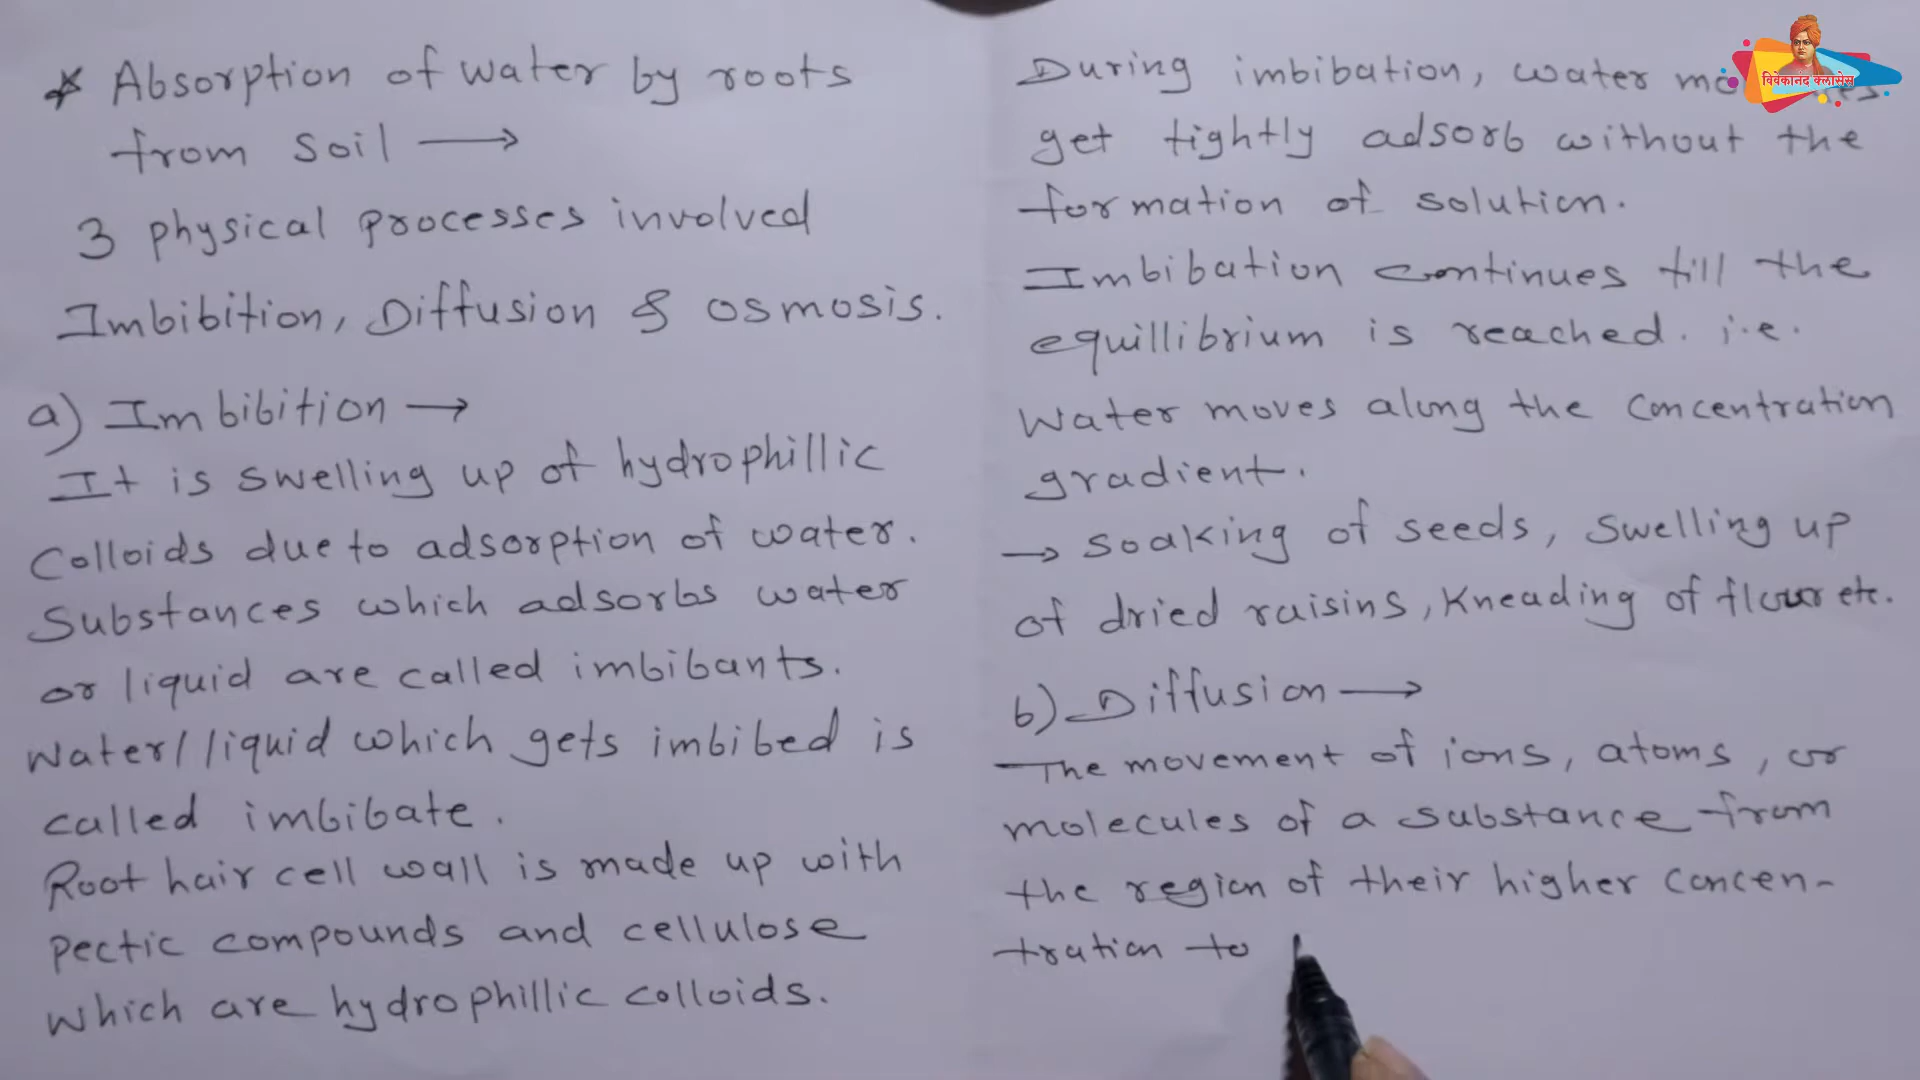 * Absorption of water by roots
from soil →
3 physical processes involved
Imbibition, Diffusion & osmosis.
a) Imbibition →
It is swelling up of hydrophillic
Colloids due to adsorption of water.
Substances which adsorbs water
or liquid are called imbibants.
Water/liquid which gets imbibed is
called imbibate.
Root hair cell wall is made up with
pectic compounds and cellulose
which are hydrophillic colloids.
During imbibation, water
get tightly adsorb without the
formation of solution.
Imbibation continues till the
equillibrium is reached. i.e.
Water moves along the concentration
gradient.
→ Soaking of seeds, swelling up
of dried raisins, Kneading of flour etc.
b) Diffusion →
The movement of ions, atoms, or
molecules of a substance from
the region of their higher concen-
tration to
विवेकानंद क्लासेस